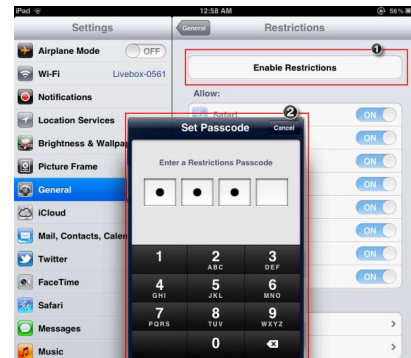 iPad 12:58 AM 56%
Settings
General
Restrictions
Airplane Mode OFF
Wi-Fi Livebox-0561
Notifications
Location Services
Brightness & Wallpa
Picture Frame
General
iCloud
Mail, Contacts, Calen
Twitter
FaceTime
Safari
Messages
Music
1
Enable Restrictions
Allow:
Safari ON
ON
ON
ON
ON
ON
ON
2
Set Passcode Cancel
Enter a Restrictions Passcode
1 2 3
ABC DEF
4 5 6
GHI JKL MNO
7 8 9
PQRS TUV WXYZ
0